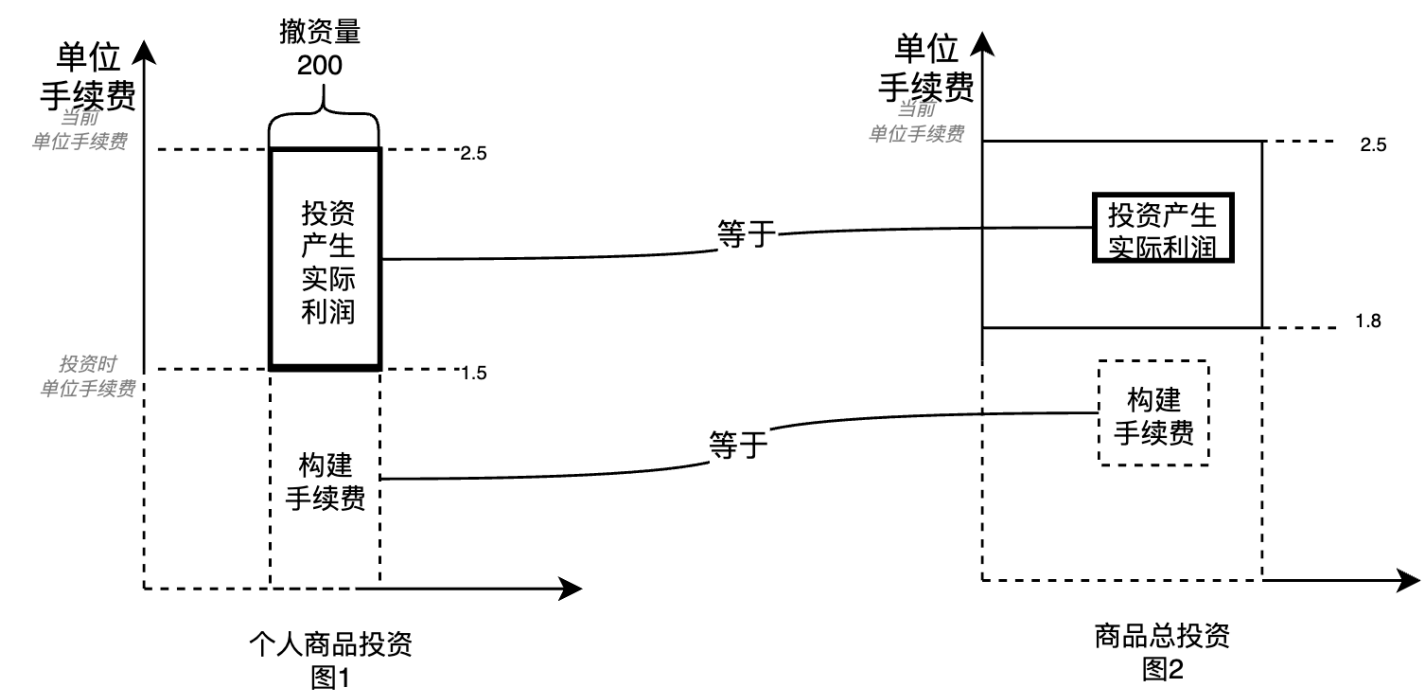 撤资量
200
单位
手续费
当前
单位手续费
2.5
投资
产生
实际
利润
投资时
单位手续费
1.5
构建
手续费
个人商品投资
图1
等于
等于
单位
手续费
当前
单位手续费
2.5
投资产生
实际利润
1.8
构建
手续费
商品总投资
图2